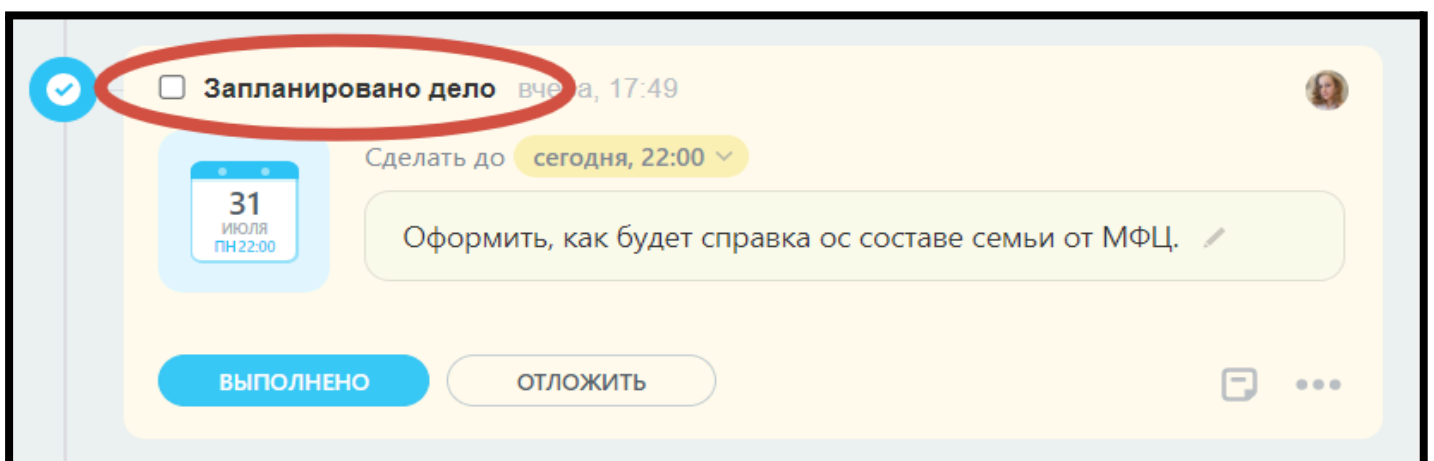 Запланировано дело вчера, 17:49
Сделать до сегодня, 22:00
31
ИЮЛЯ
ПН 22:00
Оформить, как будет справка ос составе семьи от МФЦ.
ВЫПОЛНЕНО
ОТЛОЖИТЬ